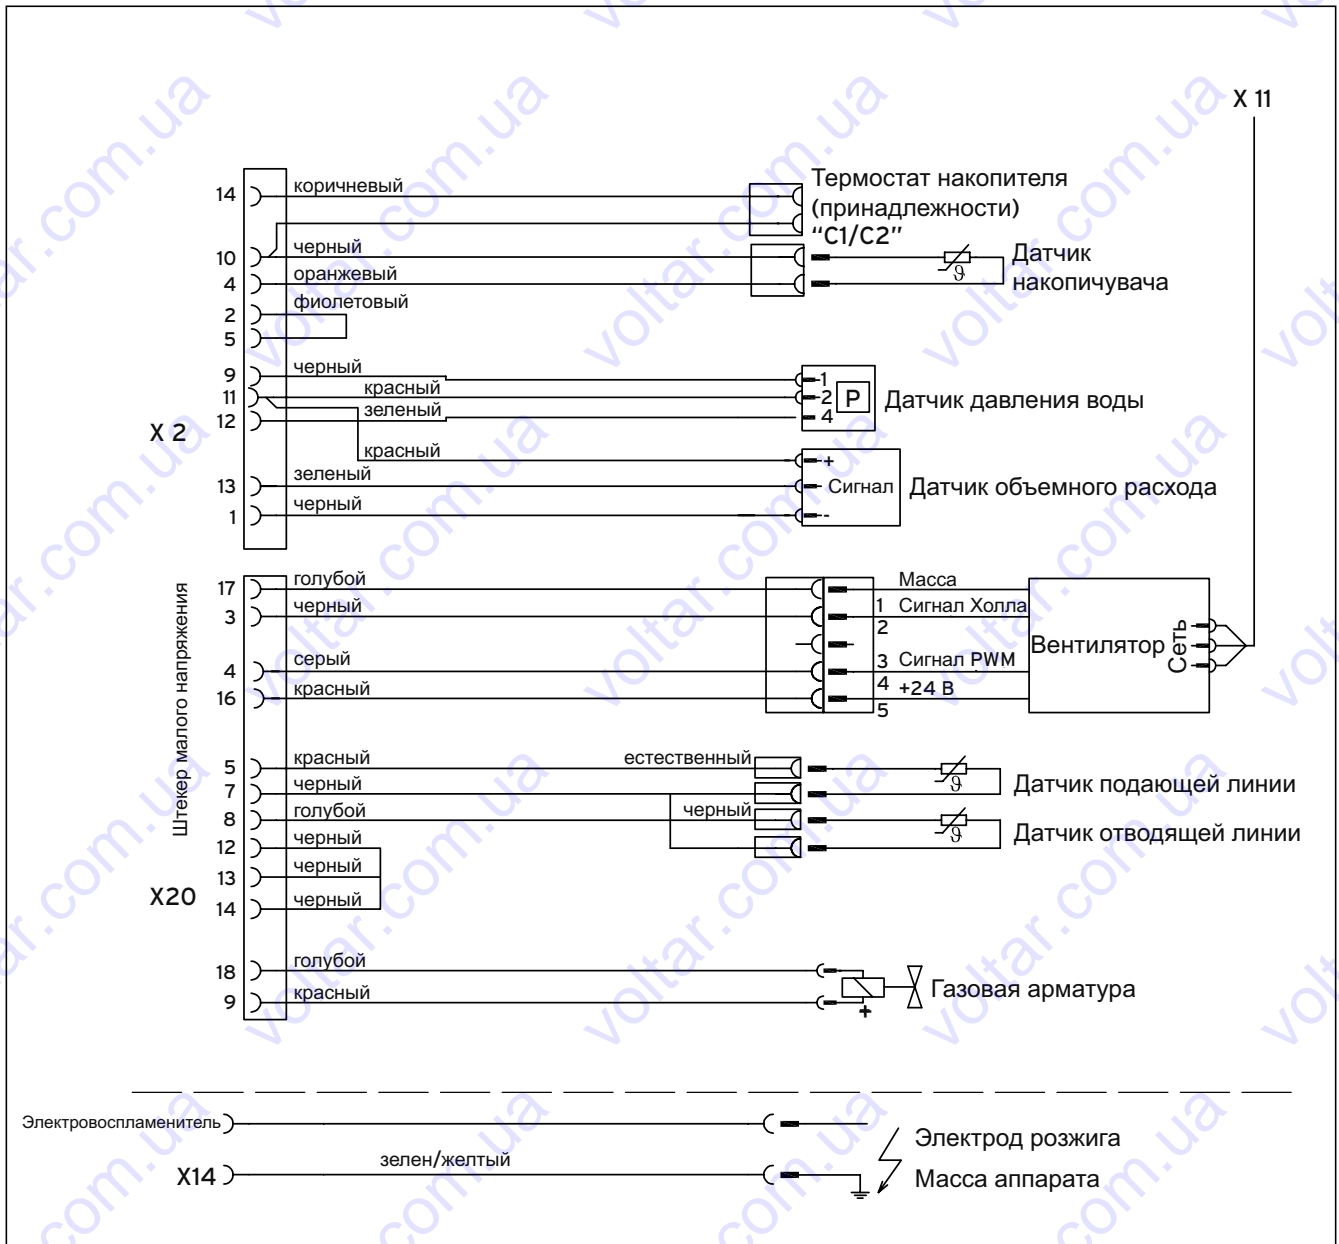 X 11
14 коричневый
Термостат накопителя
(принадлежности)
“C1/C2”
10 черный
4 оранжевый
Датчик
накопичувача
2 фиолетовый
5
9 черный
11 красный
12 зеленый
1
2
4
P
Датчик давления воды
X 2
красный
13 зеленый
1 черный
+
Сигнал
-
Датчик объемного расхода
Штекер малого напряжения
17 голубой
3 черный
4 серый
16 красный
1
2
3
4
5
Масса
Сигнал Холла
Сигнал PWM
+24 В
Вентилятор
Сеть
5 красный
естественный
7 черный
Датчик подающей линии
8 голубой
черный
Датчик отводящей линии
12 черный
13 черный
14 черный
X20
18 голубой
9 красный
+
Газовая арматура
Электровоспламенитель
Электрод розжига
X14
зелен/желтый
Масса аппарата
ϑ
ϑ
ϑ
voltar.com.ua